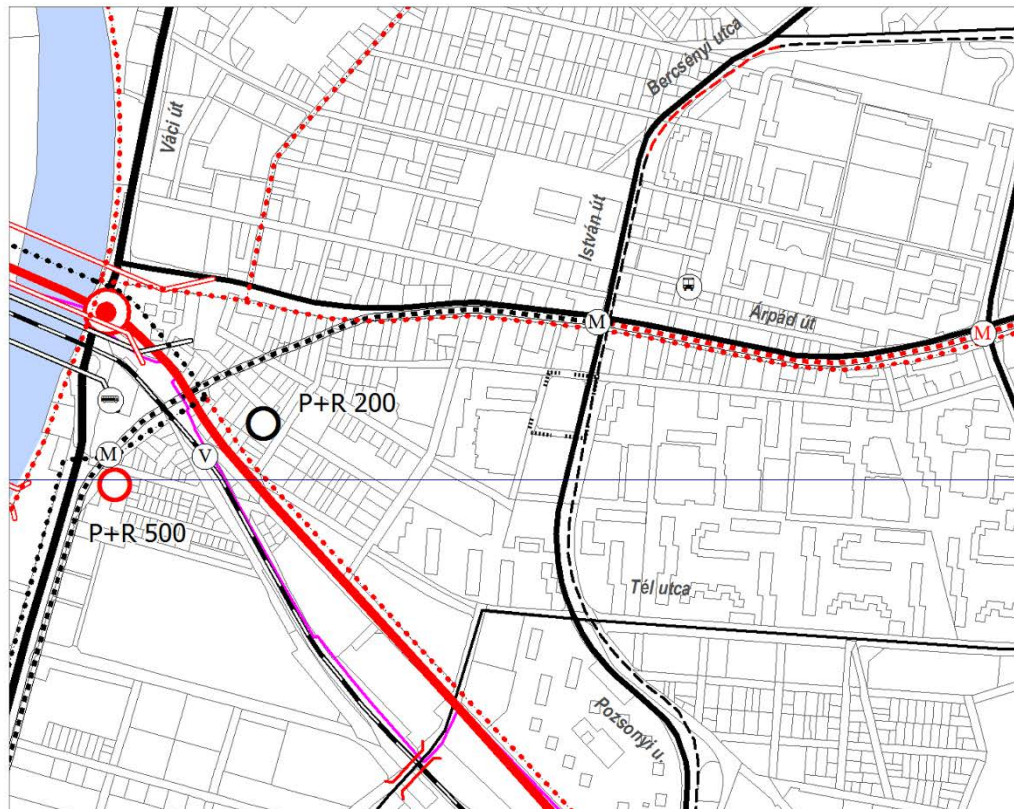 Bercsényi utca
Váci út
István út
Árpád út
M
M
P+R 200
M
V
P+R 500
Tél utca
Pozsonyi u.